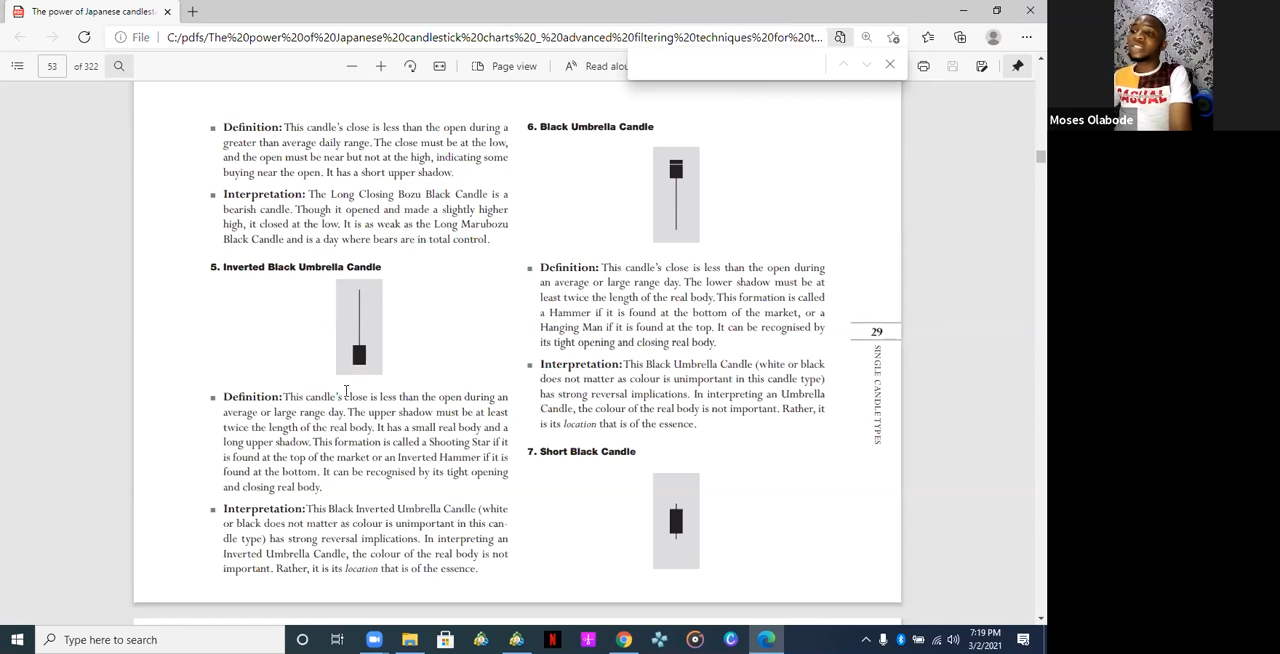 The power of Japanese candlest
File
C:/pdfs/The%20power%20of%20Japanese%20candlestick%20charts%20_%20advanced%20filtering%20techniques%20for%20t...
53
of 322
Page view
Read alou
Definition: This candle's close is less than the open during a
greater than average daily range. The close must be at the low,
and the open must be near but not at the high, indicating some
buying near the open. It has a short upper shadow.
Interpretation: The Long Closing Bozu Black Candle is a
bearish candle. Though it opened and made a slightly higher
high, it closed at the low. It is as weak as the Long Marubozu
Black Candle and is a day where bears are in total control.
5. Inverted Black Umbrella Candle
Definition: This candle's close is less than the open during an
average or large range day. The upper shadow must be at least
twice the length of the real body. It has a small real body and a
long upper shadow. This formation is called a Shooting Star if it
is found at the top of the market or an Inverted Hammer if it is
found at the bottom. It can be recognised by its tight opening
and closing real body.
Interpretation: This Black Inverted Umbrella Candle (white
or black does not matter as colour is unimportant in this can-
dle type) has strong reversal implications. In interpreting an
Inverted Umbrella Candle, the colour of the real body is not
important. Rather, it is its location that is of the essence.
6. Black Umbrella Candle
Definition: This candle's close is less than the open during
an average or large range day. The lower shadow must be at
least twice the length of the real body. This formation is called
a Hammer if it is found at the bottom of the market, or a
Hanging Man if it is found at the top. It can be recognised by
its tight opening and closing real body.
Interpretation: This Black Umbrella Candle (white or black
does not matter as colour is unimportant in this candle type)
has strong reversal implications. In interpreting an Umbrella
Candle, the colour of the real body is not important. Rather, it
is its location that is of the essence.
7. Short Black Candle
29
SINGLE CANDLE TYPES
CASUAL
Moses Olabode
Type here to search
7:19 PM
3/2/2021